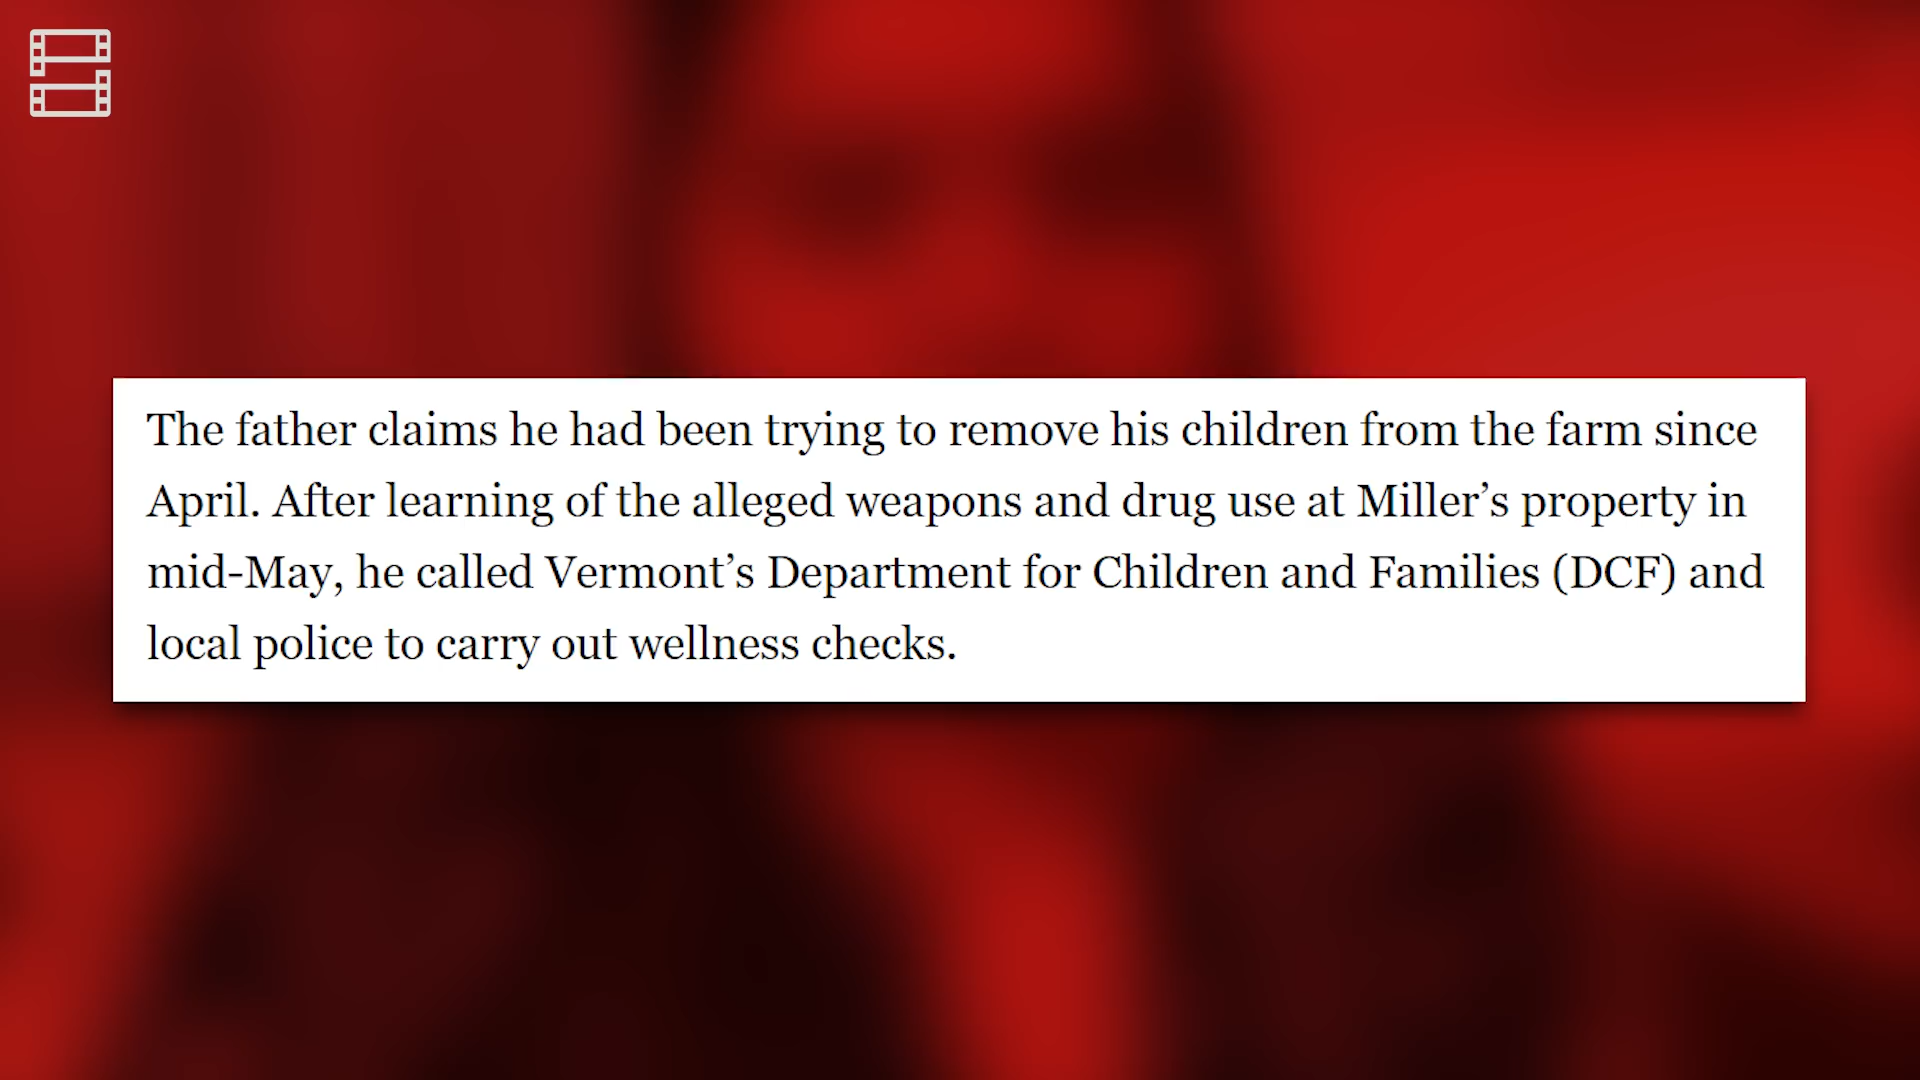 The father claims he had been trying to remove his children from the farm since
April. After learning of the alleged weapons and drug use at Miller’s property in
mid-May, he called Vermont’s Department for Children and Families (DCF) and
local police to carry out wellness checks.